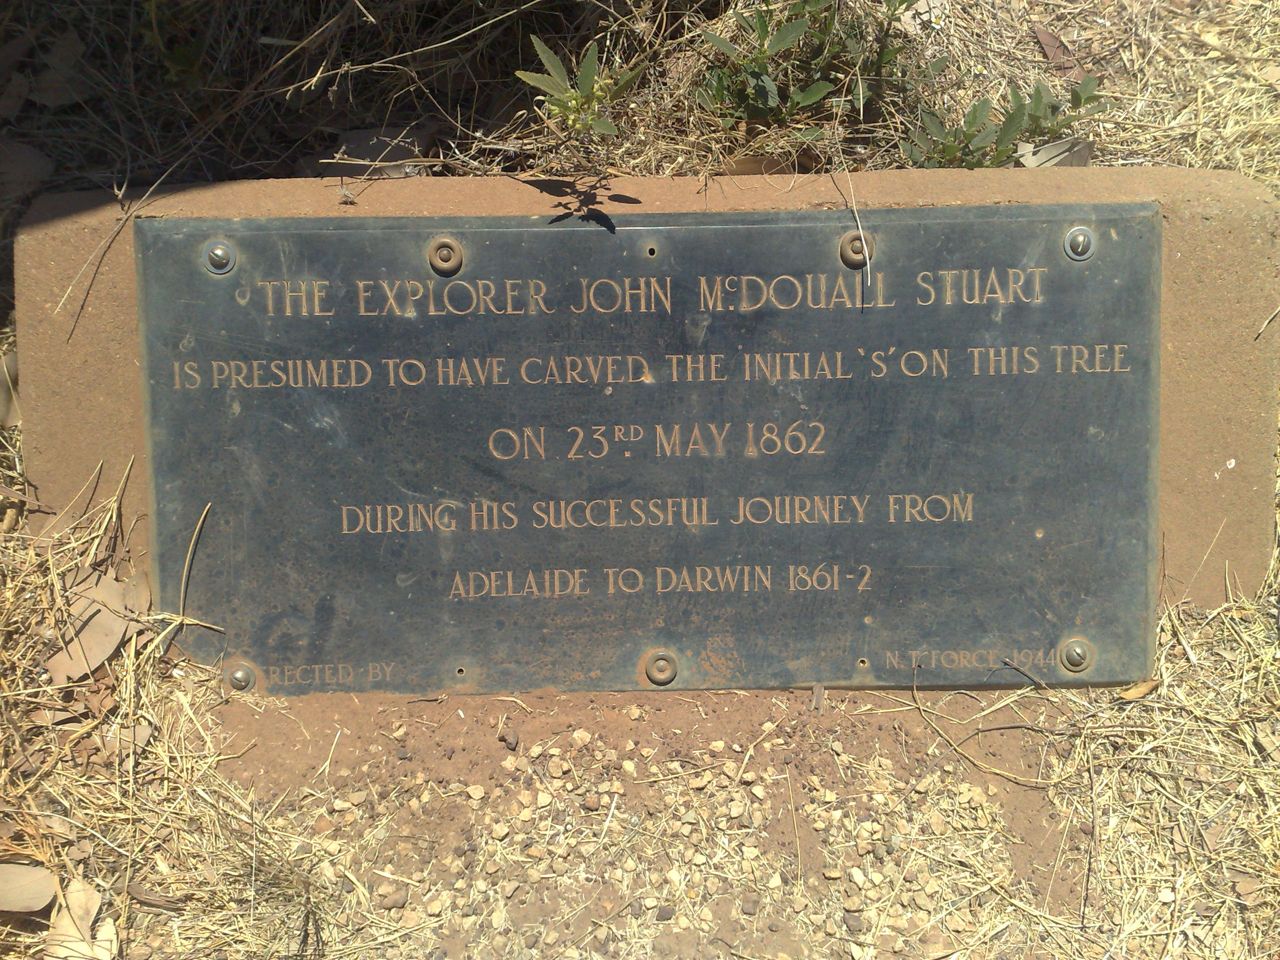 THE EXPLORER JOHN McDOUALL STUART
IS PRESUMED TO HAVE CARVED THE INITIAL 'S' ON THIS TREE
ON 23RD MAY 1862
DURING HIS SUCCESSFUL JOURNEY FROM
ADELAIDE TO DARWIN 1861-2
ERECTED BY N.T. FORCE 1944